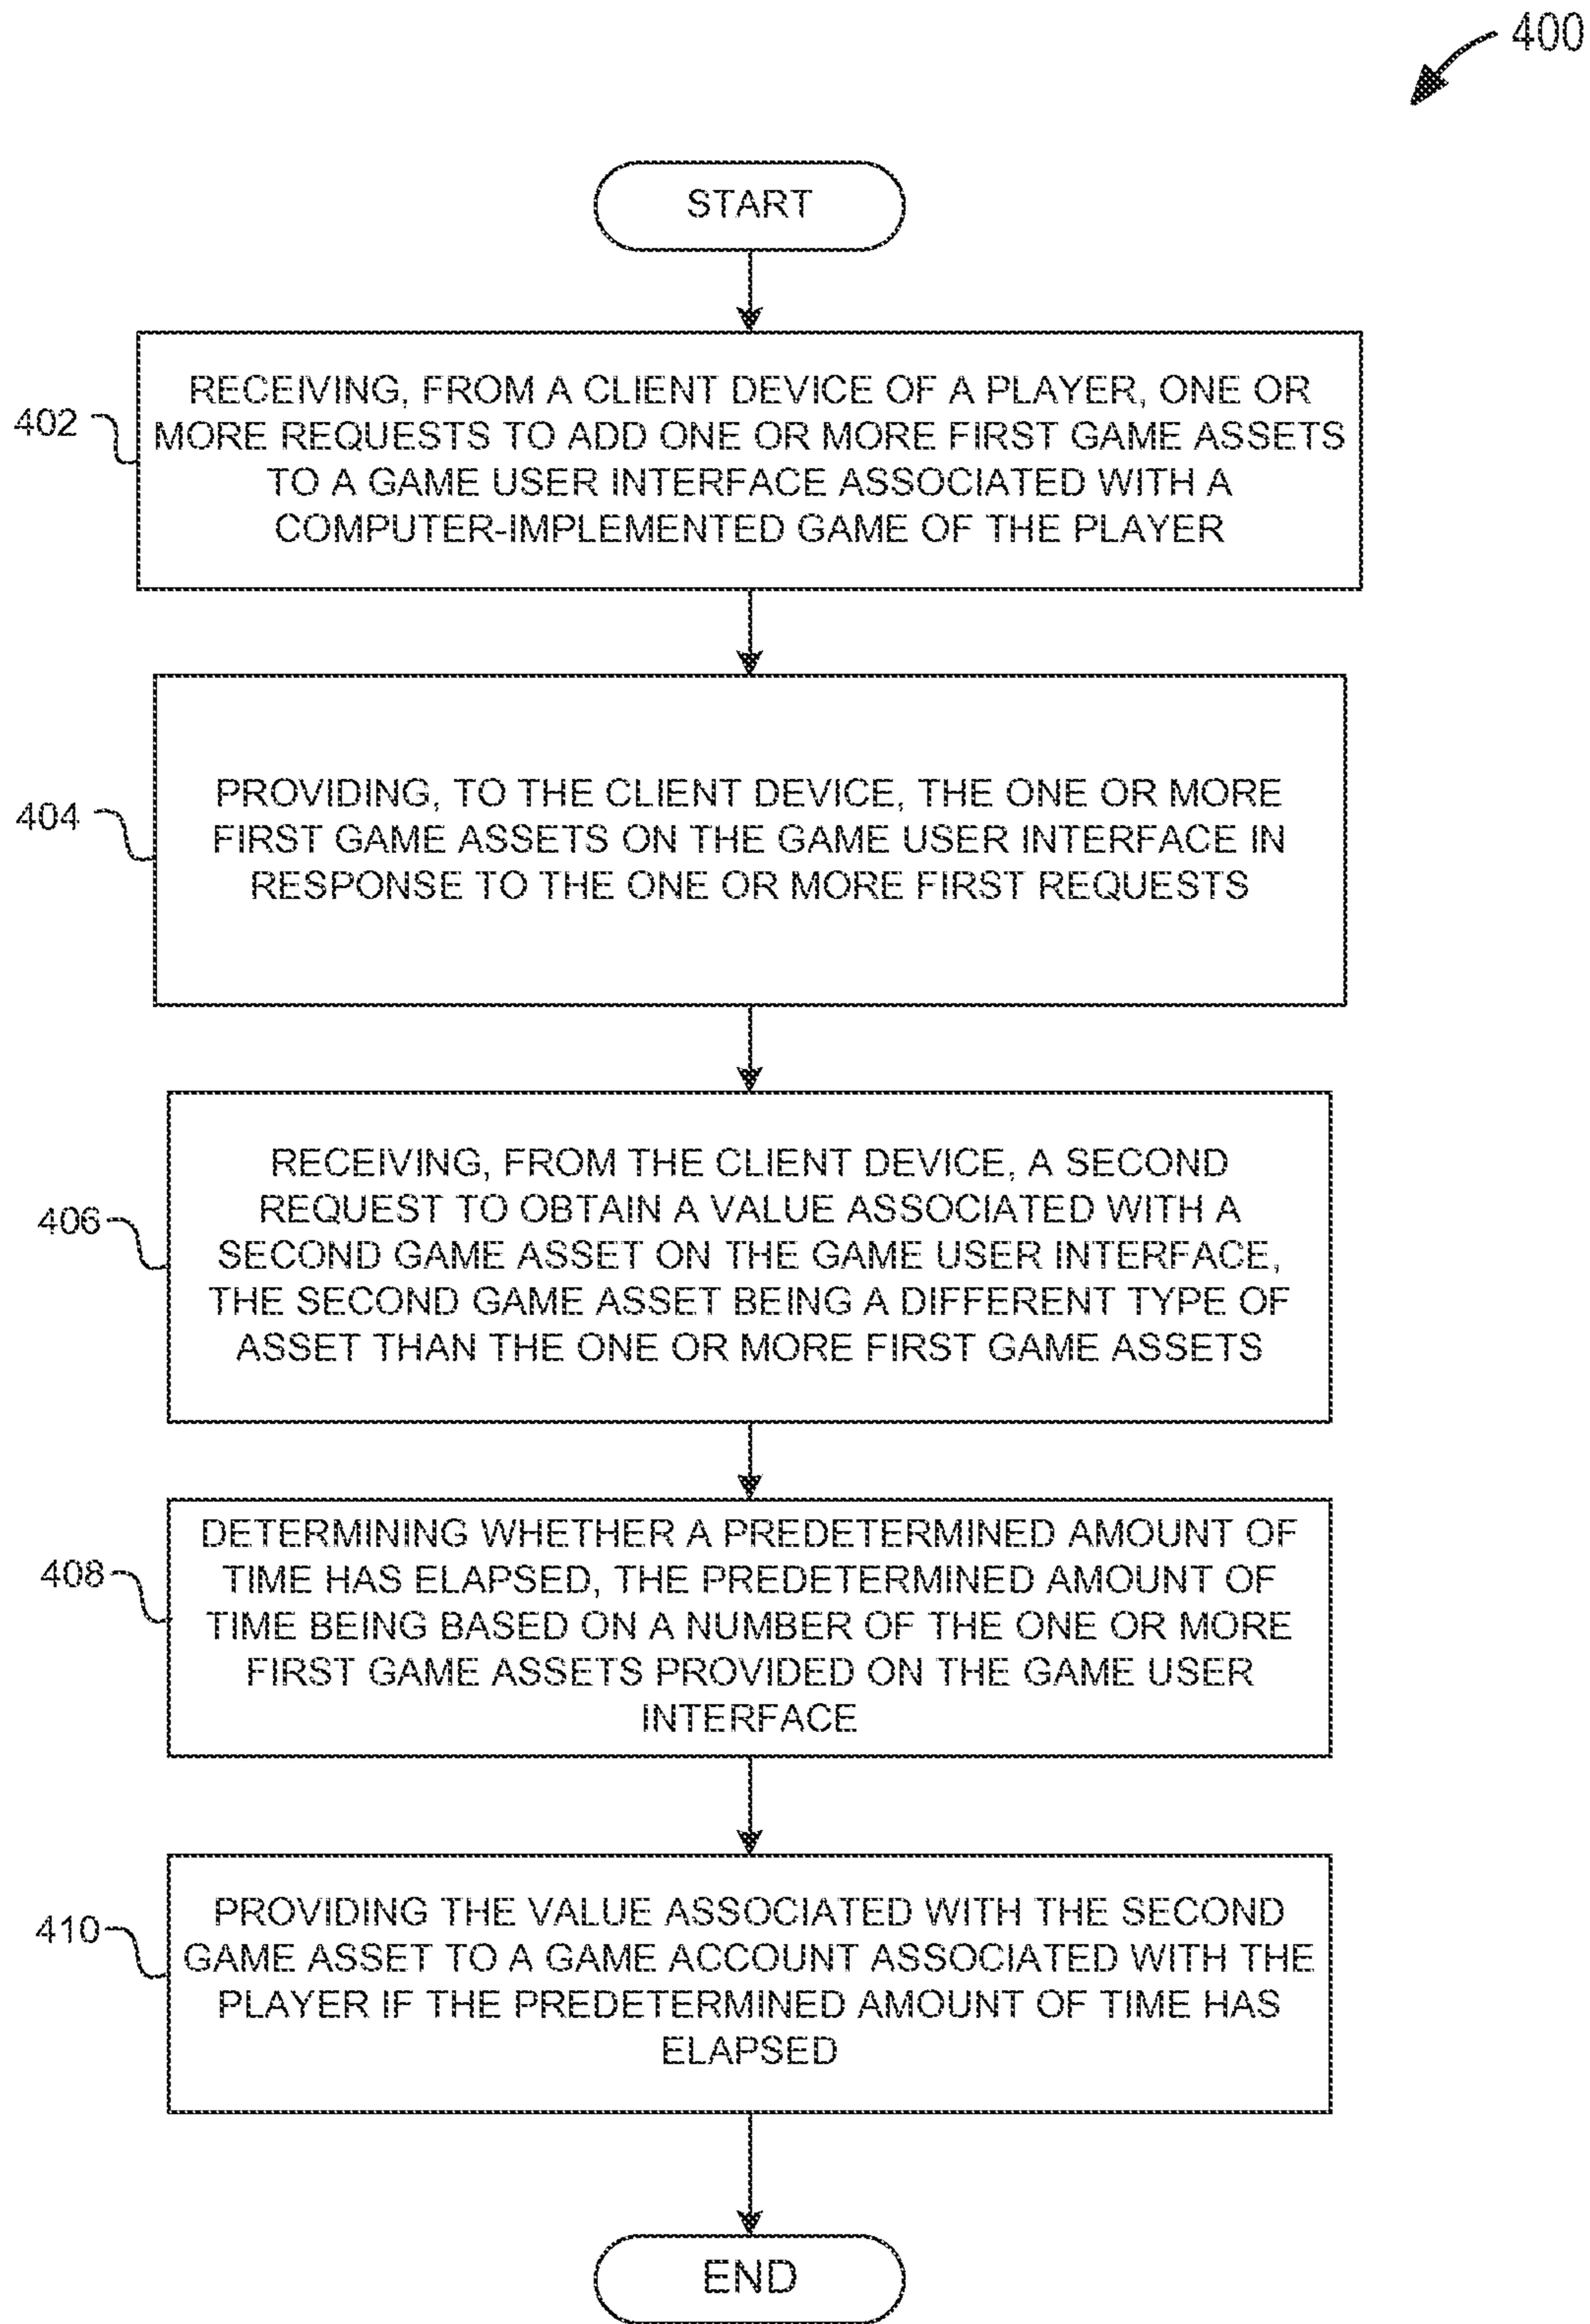 400
START
402
RECEIVING, FROM A CLIENT DEVICE OF A PLAYER, ONE OR
MORE REQUESTS TO ADD ONE OR MORE FIRST GAME ASSETS
TO A GAME USER INTERFACE ASSOCIATED WITH A
COMPUTER-IMPLEMENTED GAME OF THE PLAYER
404
PROVIDING, TO THE CLIENT DEVICE, THE ONE OR MORE
FIRST GAME ASSETS ON THE GAME USER INTERFACE IN
RESPONSE TO THE ONE OR MORE FIRST REQUESTS
406
RECEIVING, FROM THE CLIENT DEVICE, A SECOND
REQUEST TO OBTAIN A VALUE ASSOCIATED WITH A
SECOND GAME ASSET ON THE GAME USER INTERFACE,
THE SECOND GAME ASSET BEING A DIFFERENT TYPE OF
ASSET THAN THE ONE OR MORE FIRST GAME ASSETS
408
DETERMINING WHETHER A PREDETERMINED AMOUNT OF
TIME HAS ELAPSED, THE PREDETERMINED AMOUNT OF
TIME BEING BASED ON A NUMBER OF THE ONE OR MORE
FIRST GAME ASSETS PROVIDED ON THE GAME USER
INTERFACE
410
PROVIDING THE VALUE ASSOCIATED WITH THE SECOND
GAME ASSET TO A GAME ACCOUNT ASSOCIATED WITH THE
PLAYER IF THE PREDETERMINED AMOUNT OF TIME HAS
ELAPSED
END